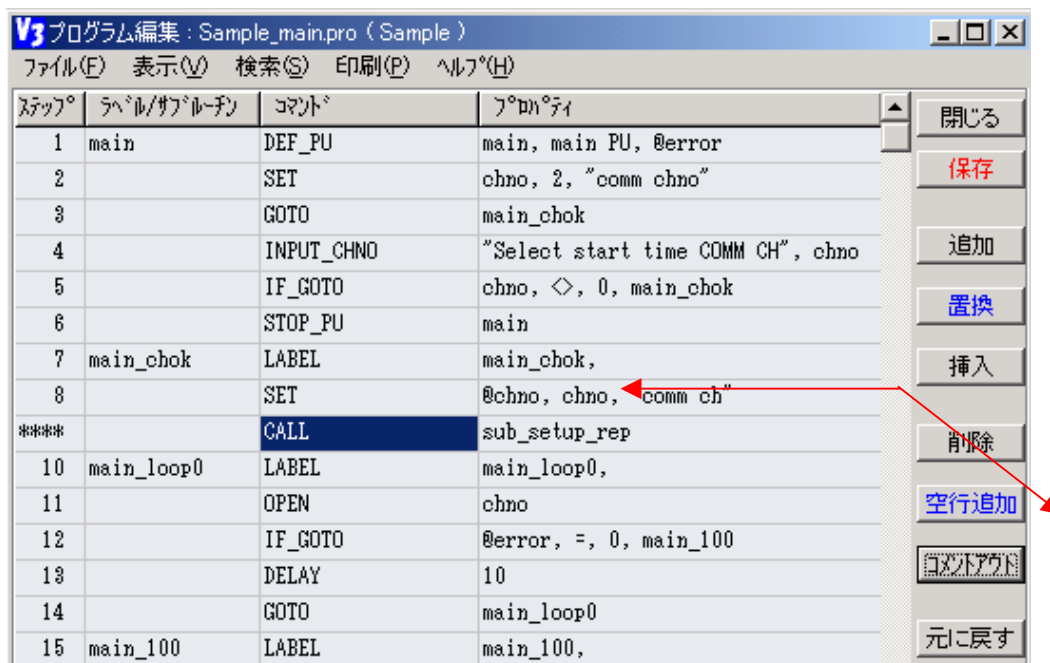 V3 プログラム編集 : Sample_main.pro ( Sample )
ファイル(F) 表示(V) 検索(S) 印刷(P) ヘルプ(H)
ステップ ラベル/サブルーチン コマンド プロパティ
1 main DEF_PU main, main PU, @error
2 SET chno, 2, "comm chno"
3 GOTO main_chok
4 INPUT_CHNO "Select start time COMM CH", chno
5 IF_GOTO chno, <>, 0, main_chok
6 STOP_PU main
7 main_chok LABEL main_chok,
8 SET @chno, chno, "comm ch"
**** CALL sub_setup_rep
10 main_loop0 LABEL main_loop0,
11 OPEN chno
12 IF_GOTO @error, =, 0, main_100
13 DELAY 10
14 GOTO main_loop0
15 main_100 LABEL main_100,
閉じる
保存
追加
置換
挿入
削除
空行追加
コメントアウト
元に戻す